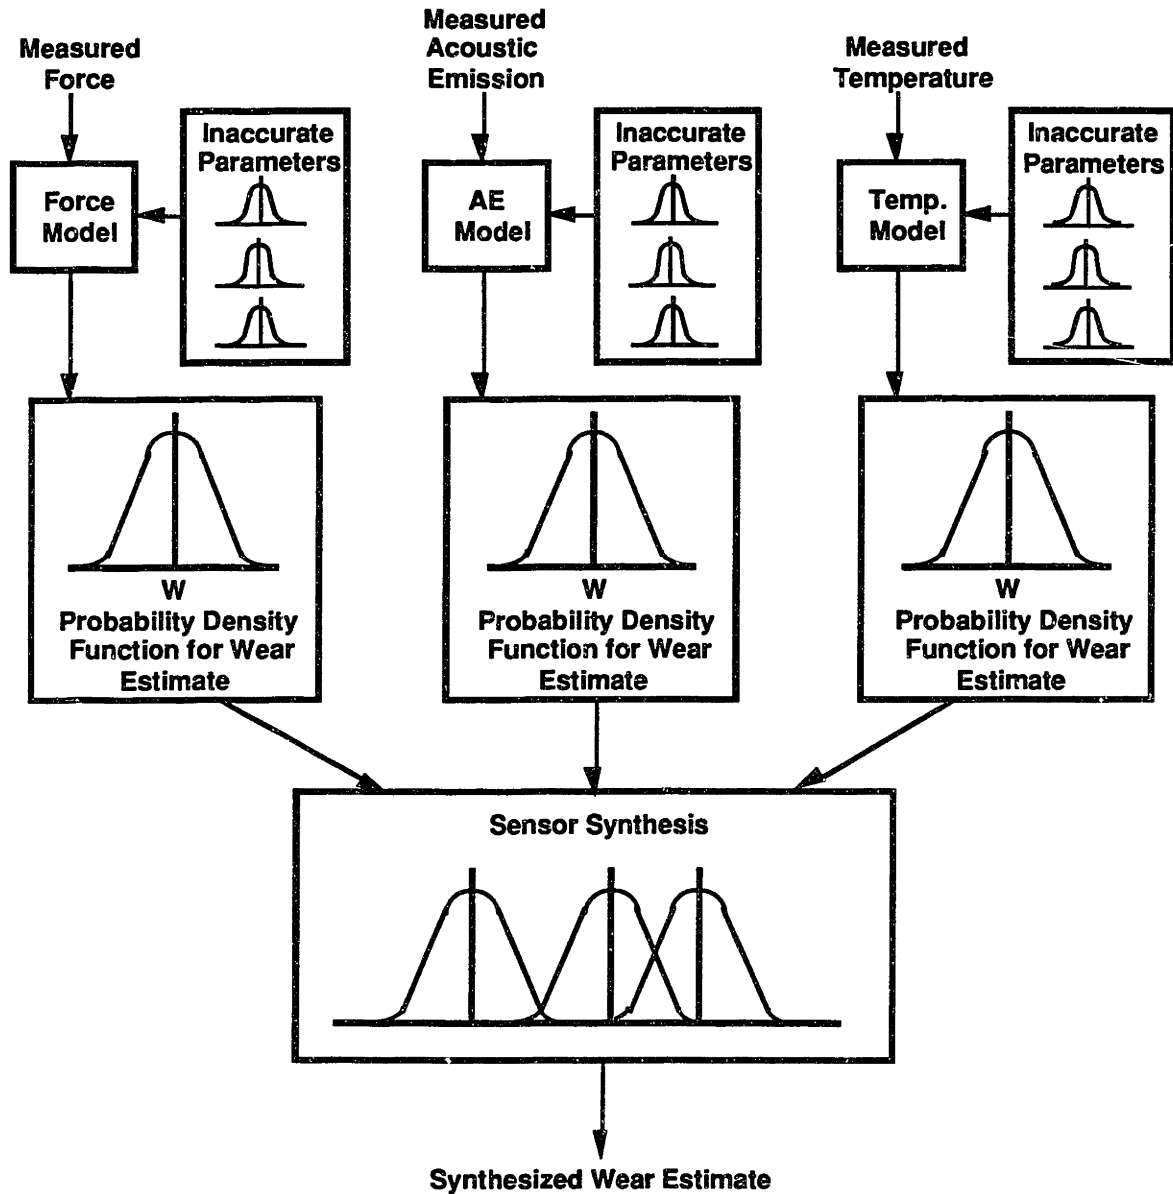 Measured
Force
Measured
Acoustic
Emission
Measured
Temperature
Inaccurate
Parameters
Inaccurate
Parameters
Inaccurate
Parameters
Force
Model
AE
Model
Temp.
Model
W
Probability Density
Function for Wear
Estimate
W
Probability Density
Function for Wear
Estimate
W
Probability Density
Function for Wear
Estimate
Sensor Synthesis
Synthesized Wear Estimate